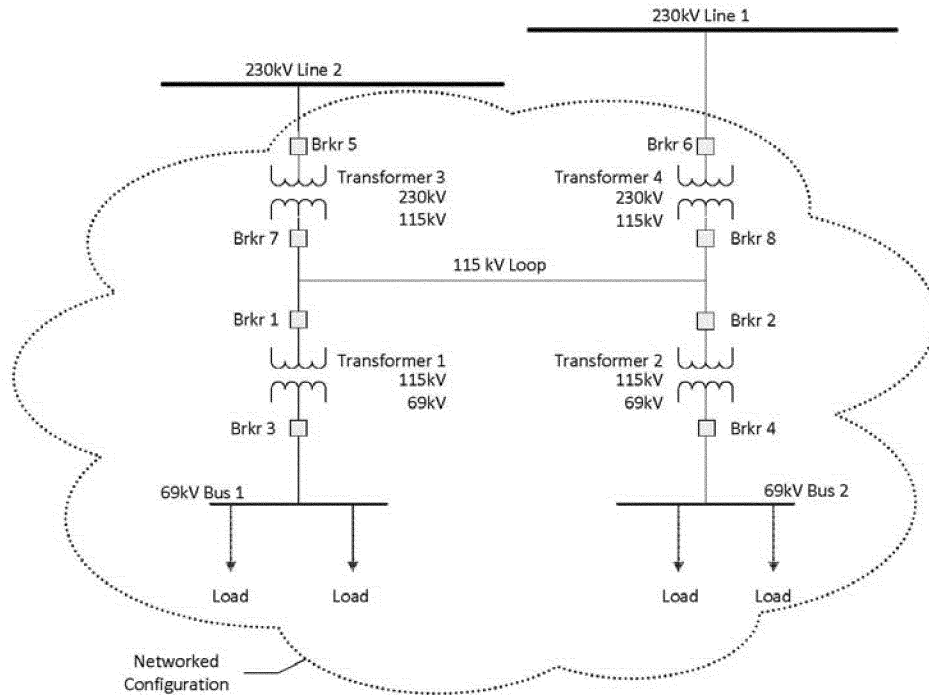 230kV Line 1
230kV Line 2
Brkr 5
Brkr 6
Transformer 3
230kV
115kV
Transformer 4
230kV
115kV
Brkr 7
Brkr 8
115 kV Loop
Brkr 1
Brkr 2
Transformer 1
115kV
69kV
Transformer 2
115kV
69kV
Brkr 3
Brkr 4
69kV Bus 1
69kV Bus 2
Load
Load
Load
Load
Networked
Configuration